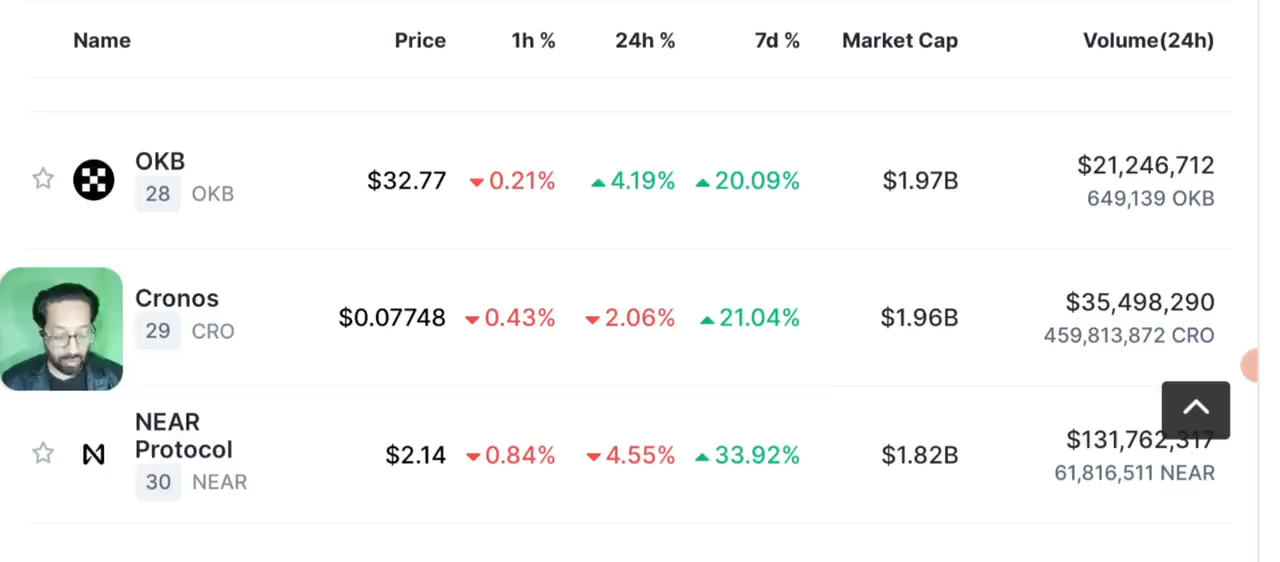 Name Price 1h % 24h % 7d % Market Cap Volume(24h)
OKB
28 OKB
$32.77 0.21% 4.19% 20.09% $1.97B
$21,246,712
649,139 OKB
Cronos
29 CRO
$0.07748 0.43% 2.06% 21.04% $1.96B
$35,498,290
459,813,872 CRO
NEAR
Protocol
30 NEAR
$2.14 0.84% 4.55% 33.92% $1.82B
$131,762,317
61,816,511 NEAR